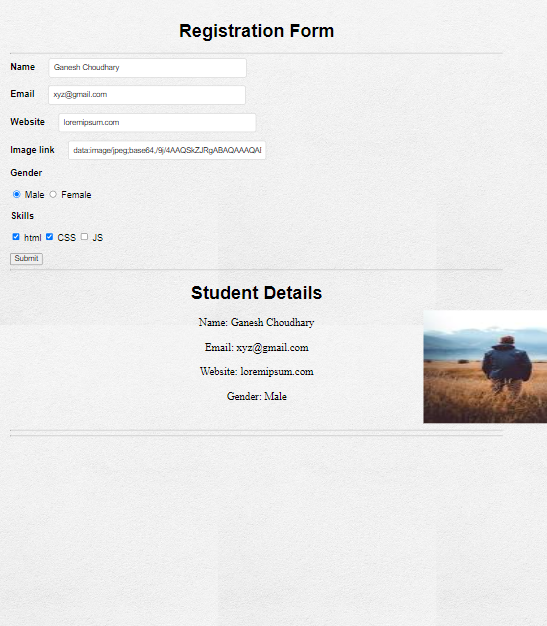 Registration Form
Name Ganesh Choudhary
Email xyz@gmail.com
Website loremipsum.com
Image link data:image/jpeg;base64,/9j/4AAQSkZJRgABAQAAAQAl
Gender
Male Female
Skills
html CSS JS
Submit
Student Details
Name: Ganesh Choudhary
Email: xyz@gmail.com
Website: loremipsum.com
Gender: Male